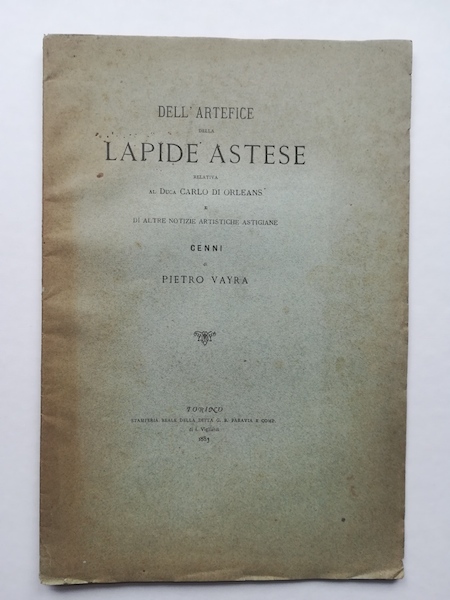 DELL' ARTEFICE
DELLA
LAPIDE ASTESE
RELATIVA
AL DUCA CARLO DI ORLEANS
E
DI ALTRE NOTIZIE ARTISTICHE ASTIGIANE
CENNI
DI
PIETRO VAYRA
TORINO
STAMPERIA REALE DELLA DITTA G. B. PARAVIA E COMP.
di I. Vigliardi
1885